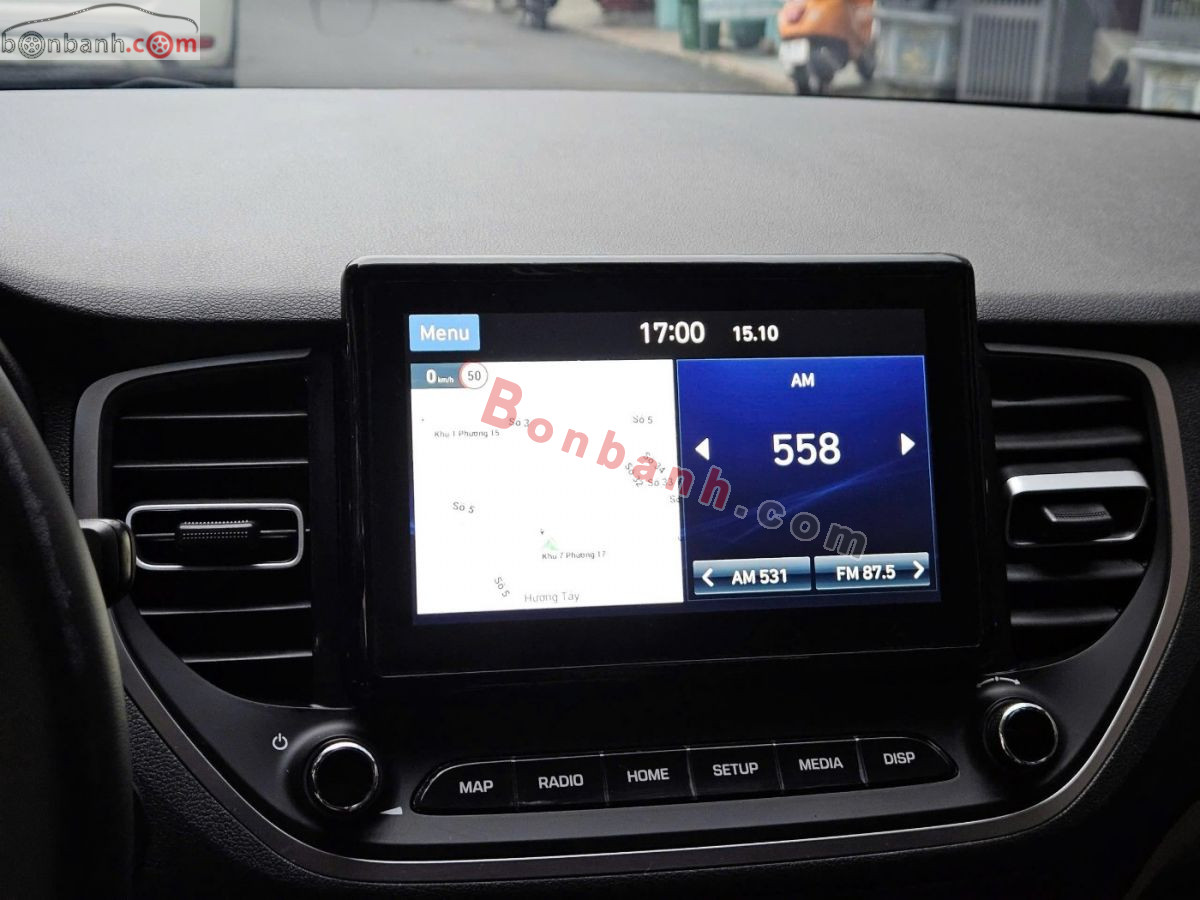 bonbanh.com
Menu
17:00 15.10
0 km/h 50
Số 3
Số 5
Khu 1 Phường 15
Số 5
Khu 7 Phường 17
Số 5
Hương Tây
AM
558
AM 531
FM 87.5
Bonbanh.com
MAP RADIO HOME SETUP MEDIA DISP